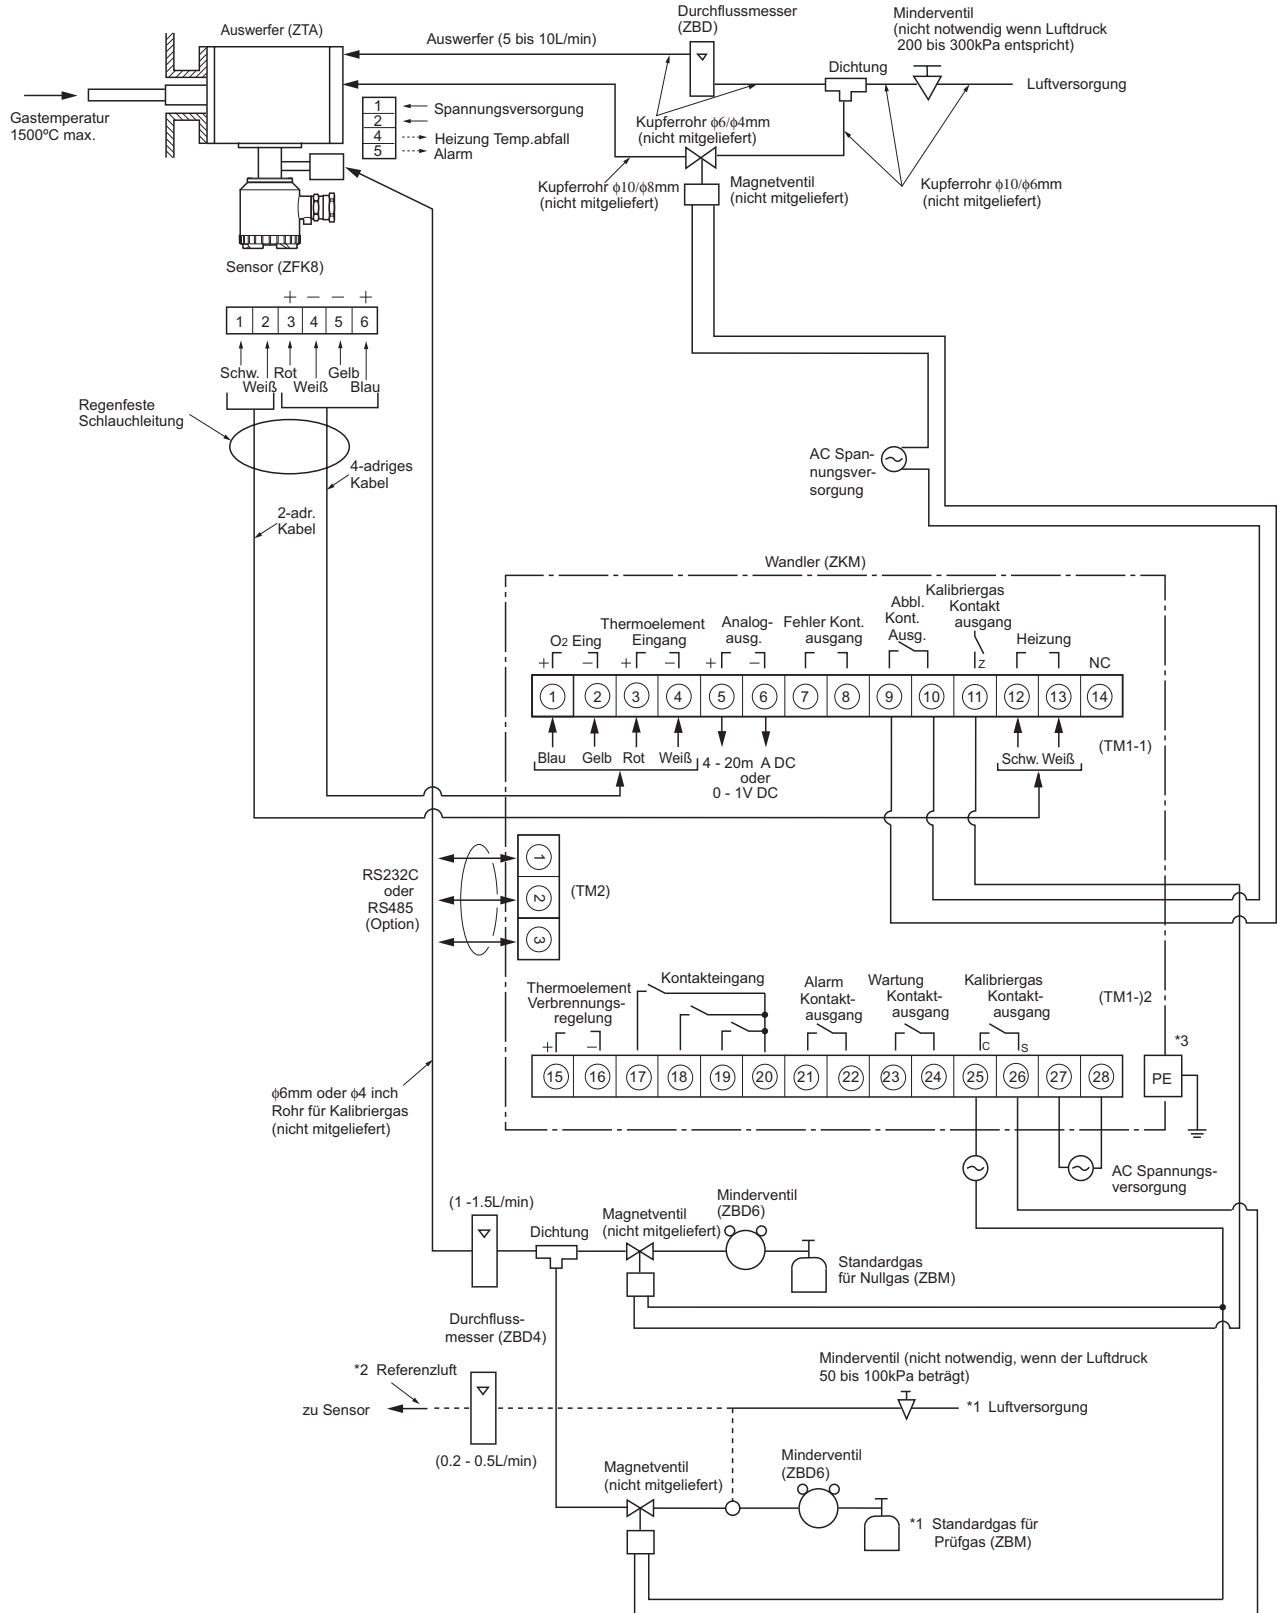 Auswerfer (ZTA)
Auswerfer (5 bis 10L/min)
Durchflussmesser
(ZBD)
Minderventil
(nicht notwendig wenn Luftdruck
200 bis 300kPa entspricht)
Dichtung
Luftversorgung
Gastemperatur
1500ºC max.
1
2
4
5
Spannungsversorgung
Heizung Temp.abfall
Alarm
Kupferrohr ϕ6/ϕ4mm
(nicht mitgeliefert)
Kupferrohr ϕ10/ϕ8mm
(nicht mitgeliefert)
Magnetventil
(nicht mitgeliefert)
Kupferrohr ϕ10/ϕ6mm
(nicht mitgeliefert)
Sensor (ZFK8)
+ − − +
1 2 3 4 5 6
Schw. Rot Gelb
Weiß Weiß Blau
Regenfeste
Schlauchleitung
4-adriges
Kabel
2-adr.
Kabel
AC Span-
nungsver-
sorgung
Wandler (ZKM)
O2 Eing
Thermoelement
Eingang
Analog-
ausg.
Fehler Kont.
ausgang
Abbl.
Kont.
Ausg.
Kalibriergas
Kontakt
ausgang
Heizung
NC
+ − + − + − Z
1 2 3 4 5 6 7 8 9 10 11 12 13 14
(TM1-1)
Blau Gelb Rot Weiß
4 - 20m A DC
oder
0 - 1V DC
Schw. Weiß
RS232C
oder
RS485
(Option)
1
2
3
(TM2)
Thermoelement
Verbrennungs-
regelung
Kontakteingang
Alarm
Kontakt-
ausgang
Wartung
Kontakt-
ausgang
Kalibriergas
Kontakt-
ausgang
(TM1-)2
+ − C S
15 16 17 18 19 20 21 22 23 24 25 26 27 28
*3
PE
ϕ6mm oder ϕ4 inch
Rohr für Kalibriergas
(nicht mitgeliefert)
AC Spannungs-
versorgung
(1 -1.5L/min)
Dichtung
Magnetventil
(nicht mitgeliefert)
Minderventil
(ZBD6)
Standardgas
für Nullgas (ZBM)
Durchfluss-
messer (ZBD4)
*2 Referenzluft
zu Sensor
(0.2 - 0.5L/min)
Minderventil (nicht notwendig, wenn der Luftdruck
50 bis 100kPa beträgt)
*1 Luftversorgung
Magnetventil
(nicht mitgeliefert)
Minderventil
(ZBD6)
*1 Standardgas für
Prüfgas (ZBM)